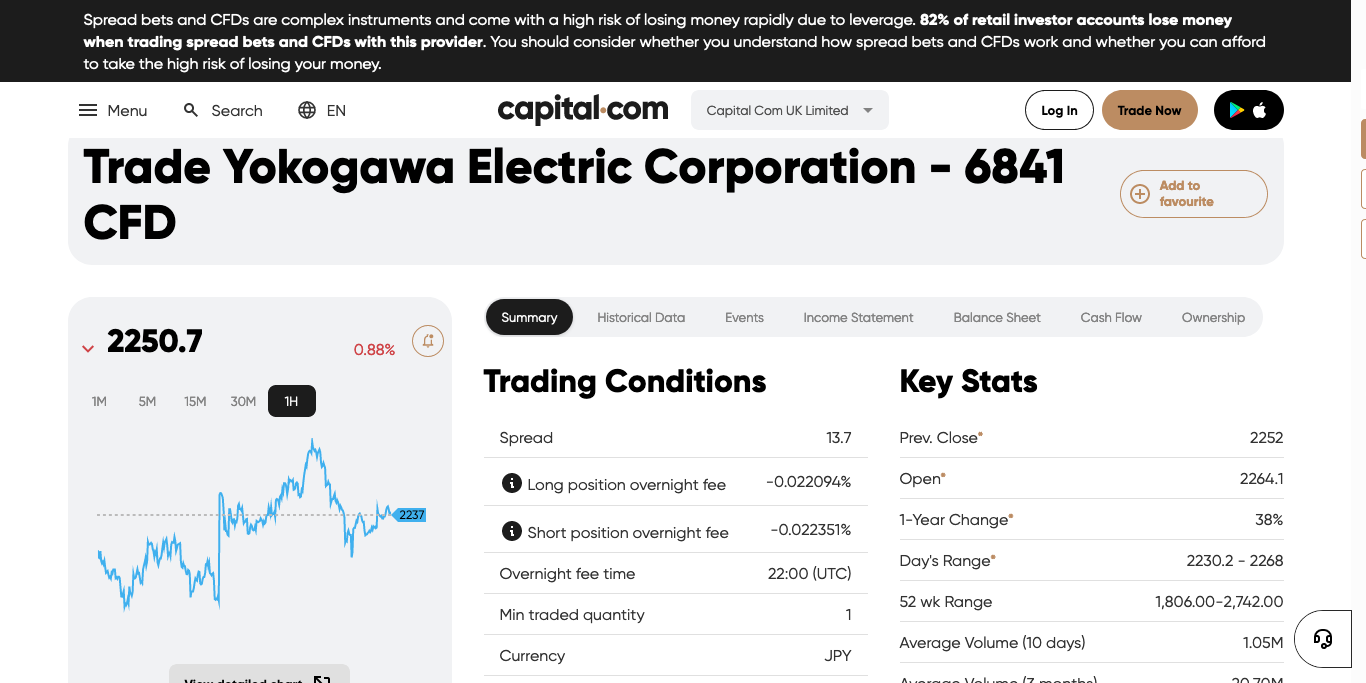 Spread bets and CFDs are complex instruments and come with a high risk of losing money rapidly due to leverage. 82% of retail investor accounts lose money
when trading spread bets and CFDs with this provider. You should consider whether you understand how spread bets and CFDs work and whether you can afford
to take the high risk of losing your money.
Menu
Search
EN
capital.com
Capital Com UK Limited
Log In
Trade Now
Trade Yokogawa Electric Corporation - 6841
CFD
Add to
favourite
2250.7
0.88%
1M 5M 15M 30M 1H
2237
View detailed chart
Summary
Historical Data
Events
Income Statement
Balance Sheet
Cash Flow
Ownership
Trading Conditions
Spread 13.7
Long position overnight fee -0.022094%
Short position overnight fee -0.022351%
Overnight fee time 22:00 (UTC)
Min traded quantity 1
Currency JPY
Key Stats
Prev. Close* 2252
Open* 2264.1
1-Year Change* 38%
Day's Range* 2230.2 - 2268
52 wk Range 1,806.00-2,742.00
Average Volume (10 days) 1.05M
Average Volume (3 months) 20.70M